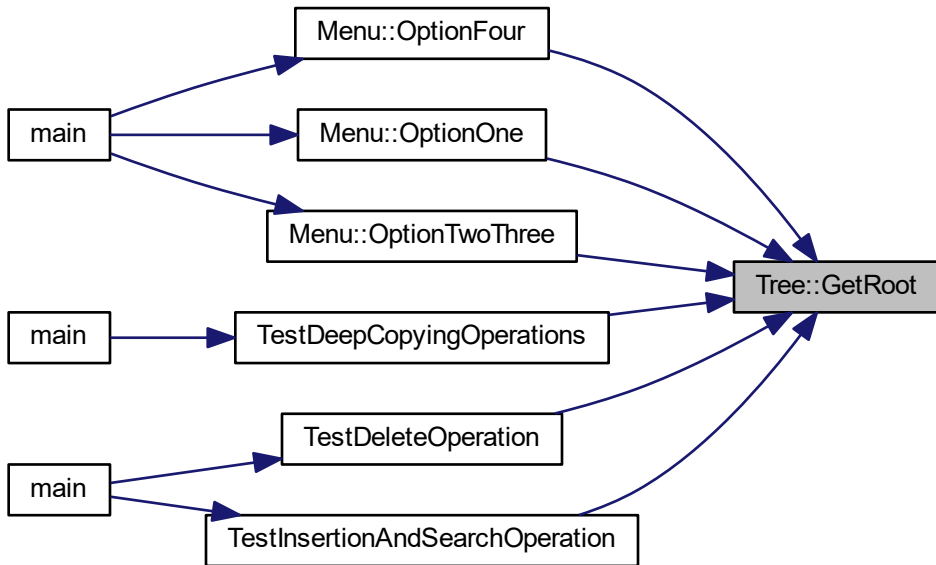 Menu::OptionFour
main
Menu::OptionOne
Menu::OptionTwoThree
Tree::GetRoot
main
TestDeepCopyingOperations
TestDeleteOperation
main
TestInsertionAndSearchOperation